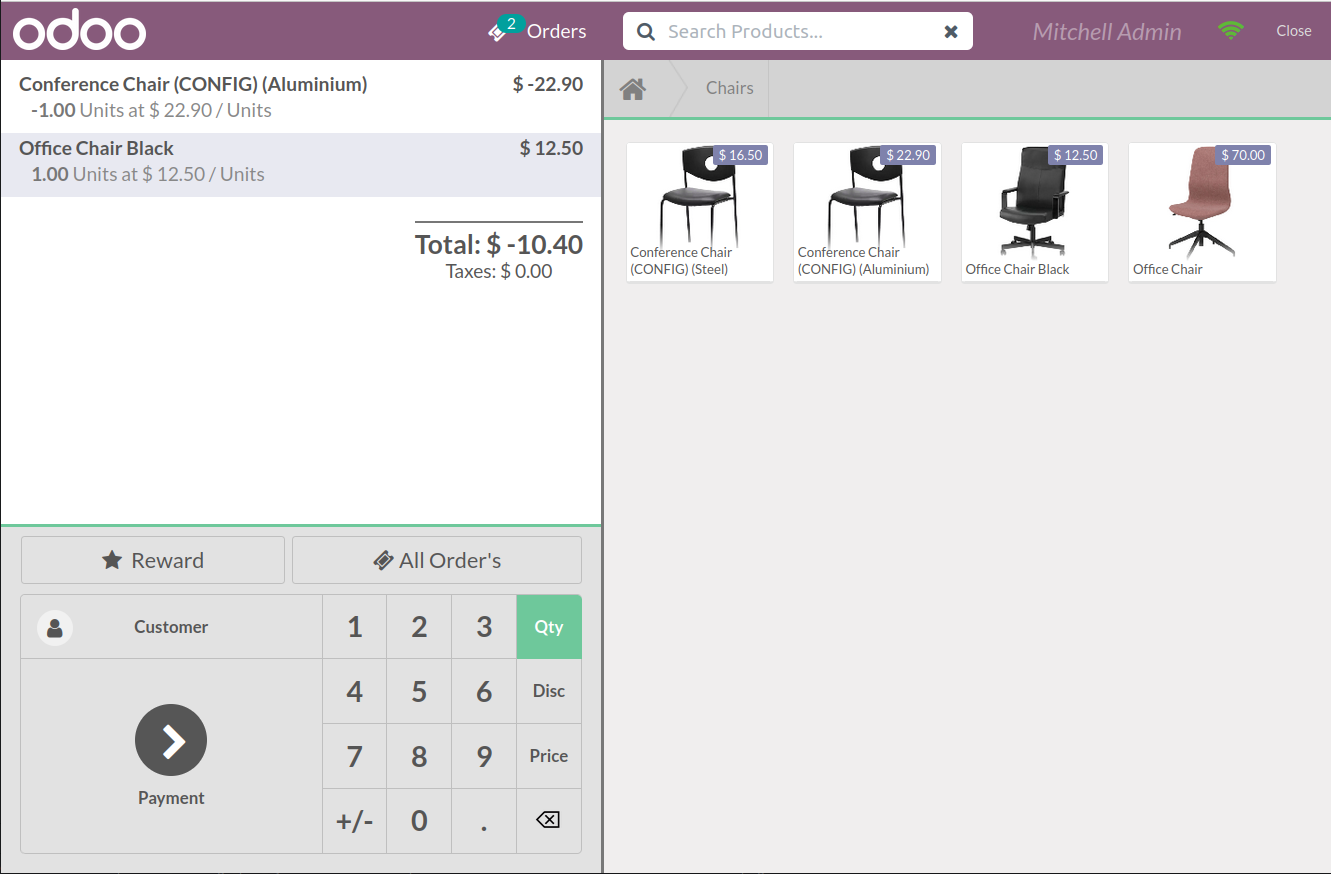 odoo
2
Orders
Search Products...
Mitchell Admin
Close
Conference Chair (CONFIG) (Aluminium) $ -22.90
-1.00 Units at $ 22.90 / Units
Office Chair Black $ 12.50
1.00 Units at $ 12.50 / Units
Total: $ -10.40
Taxes: $ 0.00
Reward
All Order's
Customer
Payment
1 2 3 Qty
4 5 6 Disc
7 8 9 Price
+/- 0 .
Chairs
$ 16.50
Conference Chair
(CONFIG) (Steel)
$ 22.90
Conference Chair
(CONFIG) (Aluminium)
$ 12.50
Office Chair Black
$ 70.00
Office Chair